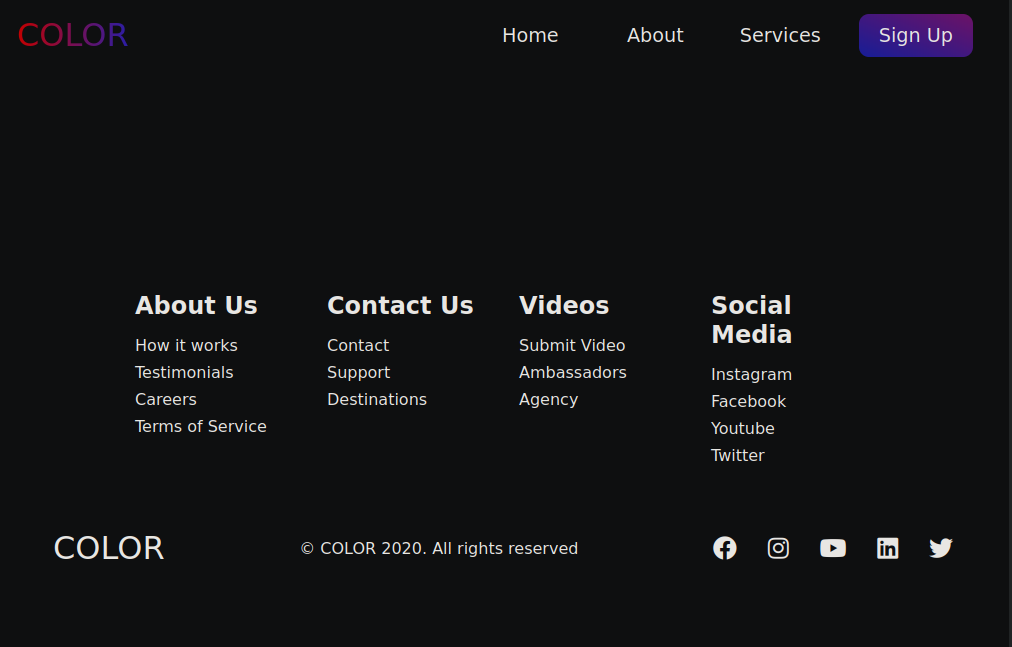 COLOR
Home
About
Services
Sign Up
About Us
How it works
Testimonials
Careers
Terms of Service
Contact Us
Contact
Support
Destinations
Videos
Submit Video
Ambassadors
Agency
Social
Media
Instagram
Facebook
Youtube
Twitter
COLOR
© COLOR 2020. All rights reserved